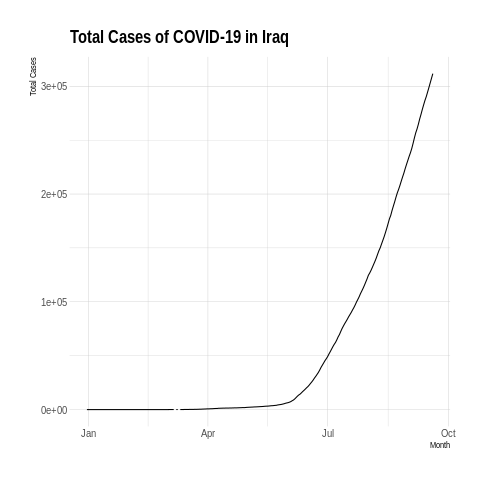 Total Cases of COVID-19 in Iraq
Total Cases
3e+05
2e+05
1e+05
0e+00
Jan Apr Jul Oct
Month